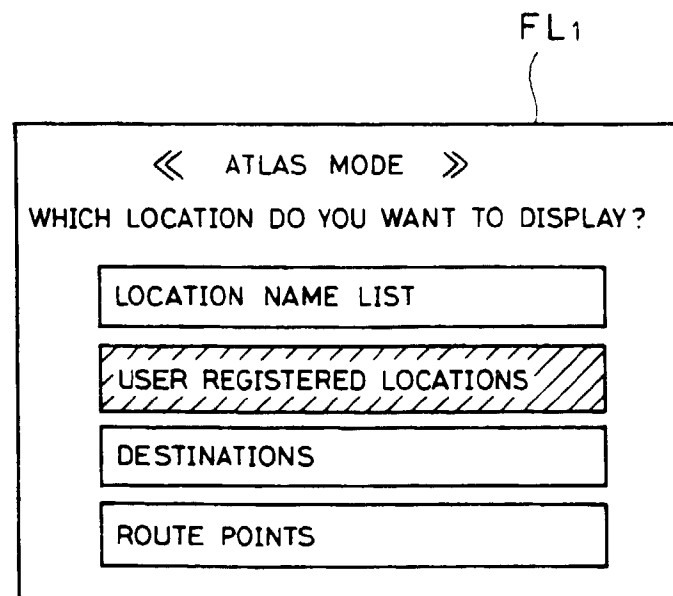 FL1
≪ ATLAS MODE ≫
WHICH LOCATION DO YOU WANT TO DISPLAY?
LOCATION NAME LIST
USER REGISTERED LOCATIONS
DESTINATIONS
ROUTE POINTS